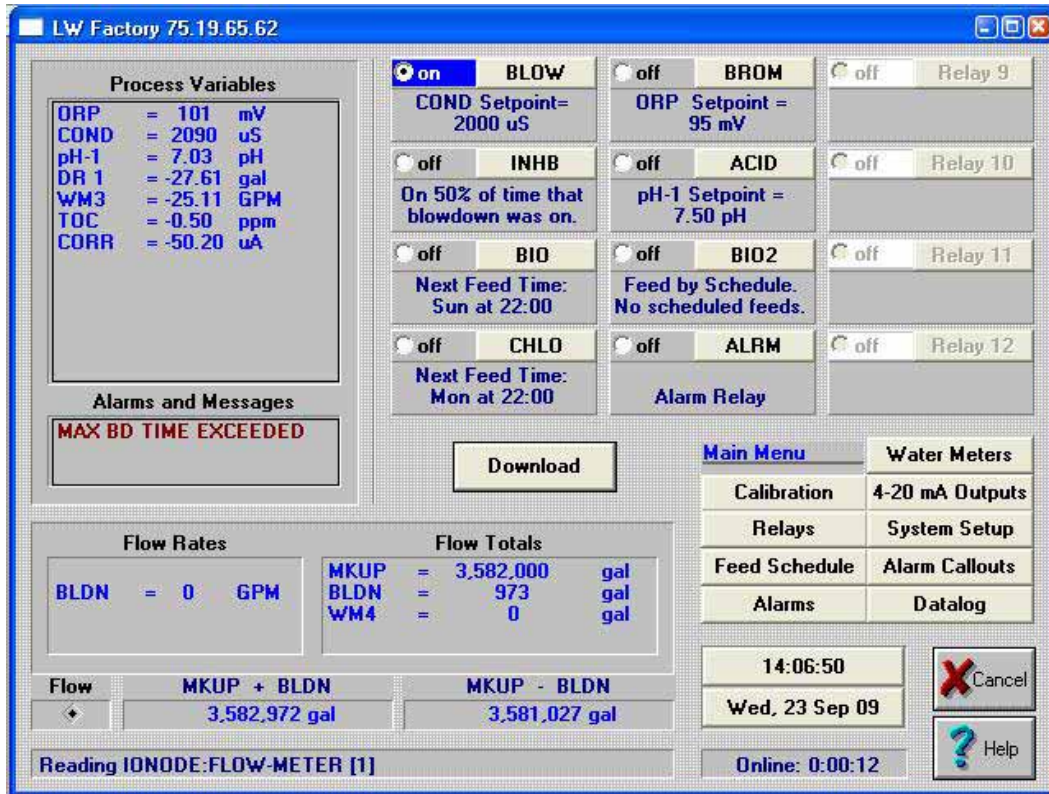 LW Factory 75.19.65.62
Process Variables
ORP = 101 mV
COND = 2090 uS
pH-1 = 7.03 pH
DR 1 = -27.61 gal
WM3 = -25.11 GPM
TOC = -0.50 ppm
CORR = -50.20 uA
Alarms and Messages
MAX BD TIME EXCEEDED
on BLOW
COND Setpoint=
2000 uS
off BROM
ORP Setpoint =
95 mV
off Relay 9
off INHB
On 50% of time that
blowdown was on.
off ACID
pH-1 Setpoint =
7.50 pH
off Relay 10
off BIO
Next Feed Time:
Sun at 22:00
off BIO2
Feed by Schedule.
No scheduled feeds.
off Relay 11
off CHLO
Next Feed Time:
Mon at 22:00
off ALRM
Alarm Relay
off Relay 12
Download
Main Menu Water Meters
Calibration 4-20 mA Outputs
Relays System Setup
Feed Schedule Alarm Callouts
Alarms Datalog
Flow Rates
BLDN = 0 GPM
Flow Totals
MKUP = 3,582,000 gal
BLDN = 973 gal
WM4 = 0 gal
Flow
MKUP + BLDN
3,582,972 gal
MKUP - BLDN
3,581,027 gal
14:06:50
Wed, 23 Sep 09
Cancel
Help
Reading IONODE:FLOW-METER [1]
Online: 0:00:12